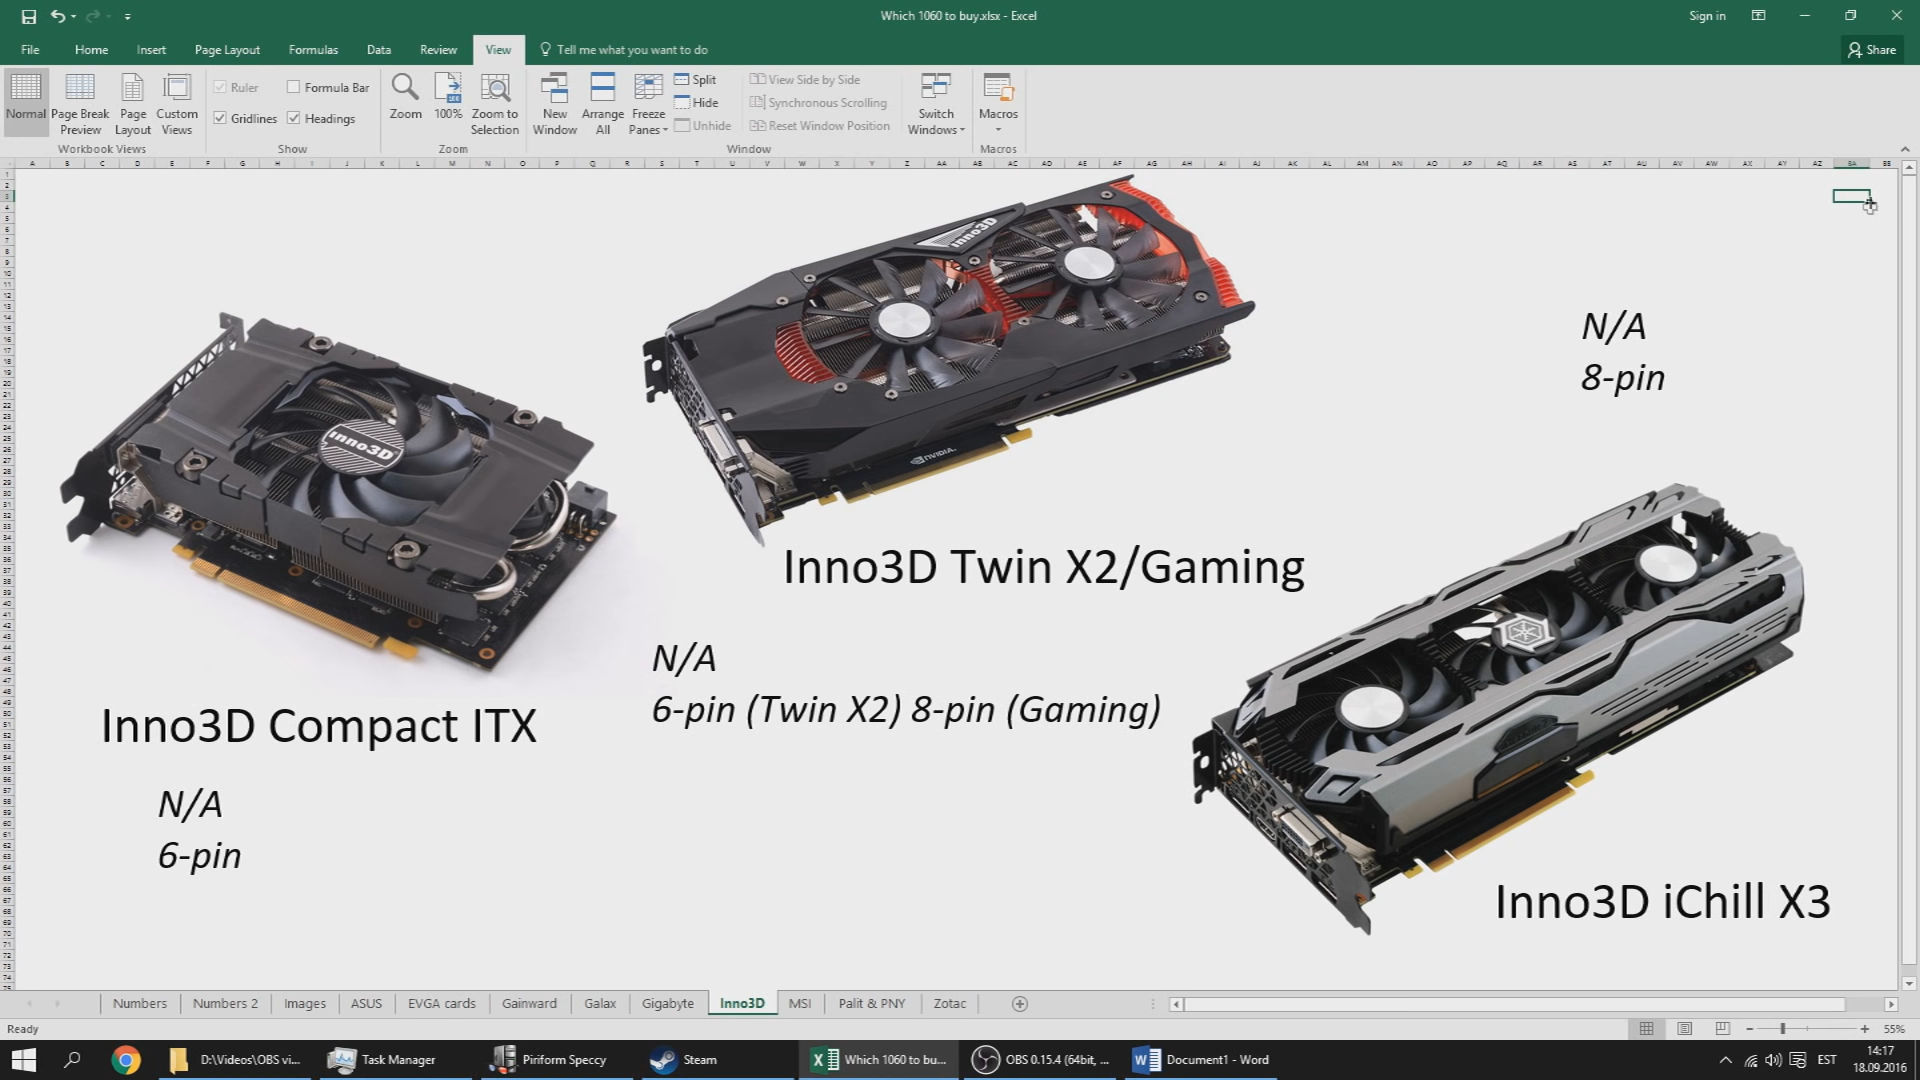 Which 1060 to buy.xlsx - Excel
Sign in
File Home Insert Page Layout Formulas Data Review View Tell me what you want to do Share
Normal
Page Break Preview
Page Layout
Custom Views
Workbook Views
Ruler
Formula Bar
Gridlines
Headings
Show
Zoom
100%
Zoom to Selection
Zoom
New Window
Arrange All
Freeze Panes
Split
Hide
Unhide
View Side by Side
Synchronous Scrolling
Reset Window Position
Window
Switch Windows
Macros
Macros
inno3D
NVIDIA.
Inno3D
Inno3D Twin X2/Gaming
N/A
6-pin (Twin X2) 8-pin (Gaming)
N/A
8-pin
Inno3D Compact ITX
N/A
6-pin
Inno3D iChill X3
Numbers Numbers 2 Images ASUS EVGA cards Gainward Galax Gigabyte Inno3D MSI Palit & PNY Zotac
Ready
55%
D:\Videos\OBS vi...
Task Manager
Piriform Speccy
Steam
Which 1060 to bu...
OBS 0.15.4 (64bit, ...
Document1 - Word
EST
14:17
18.09.2016